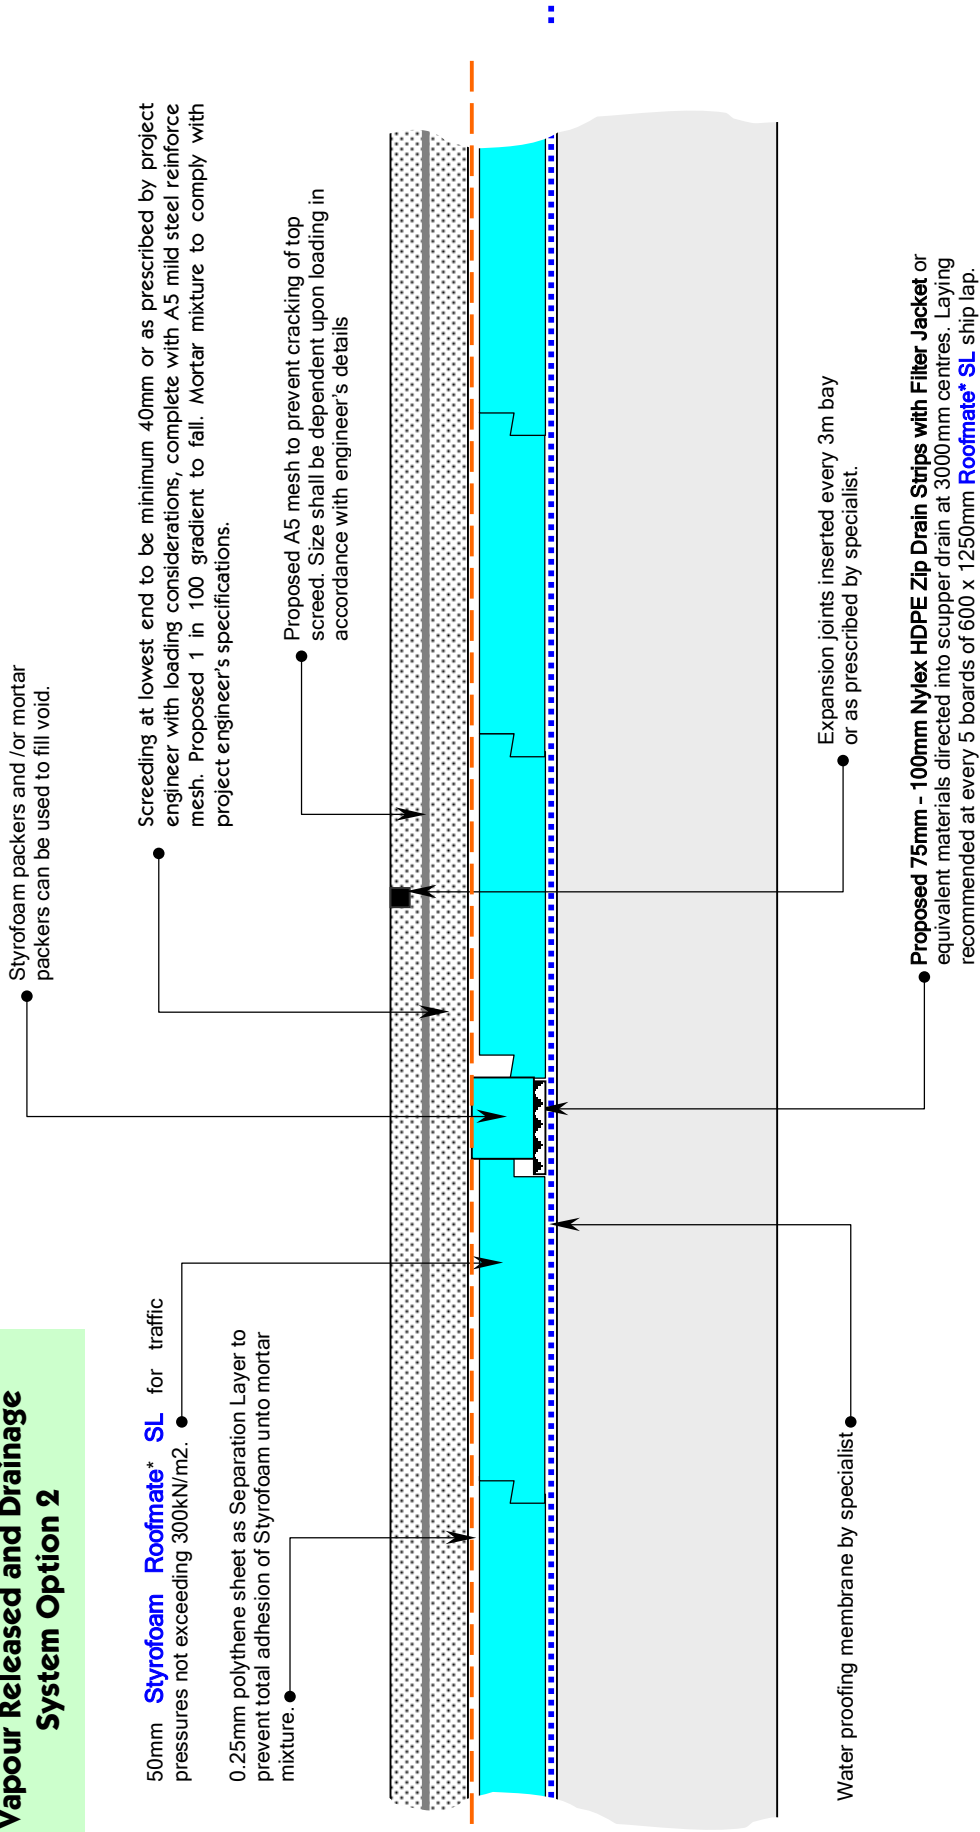 Vapour Released and Drainage
System Option 2
50mm Styrofoam Roofmate* SL for traffic
pressures not exceeding 300kN/m2.
0.25mm polythene sheet as Separation Layer to
prevent total adhesion of Styrofoam unto mortar
mixture.
Styrofoam packers and /or mortar
packers can be used to fill void.
Screeding at lowest end to be minimum 40mm or as prescribed by project
engineer with loading considerations, complete with A5 mild steel reinforce
mesh. Proposed 1 in 100 gradient to fall. Mortar mixture to comply with
project engineer's specifications.
Proposed A5 mesh to prevent cracking of top
screed. Size shall be dependent upon loading in
accordance with engineer's details
Water proofing membrane by specialist
Expansion joints inserted every 3m bay
or as prescribed by specialist.
Proposed 75mm - 100mm Nylex HDPE Zip Drain Strips with Filter Jacket or
equivalent materials directed into scupper drain at 3000mm centres. Laying
recommended at every 5 boards of 600 x 1250mm Roofmate* SL ship lap.